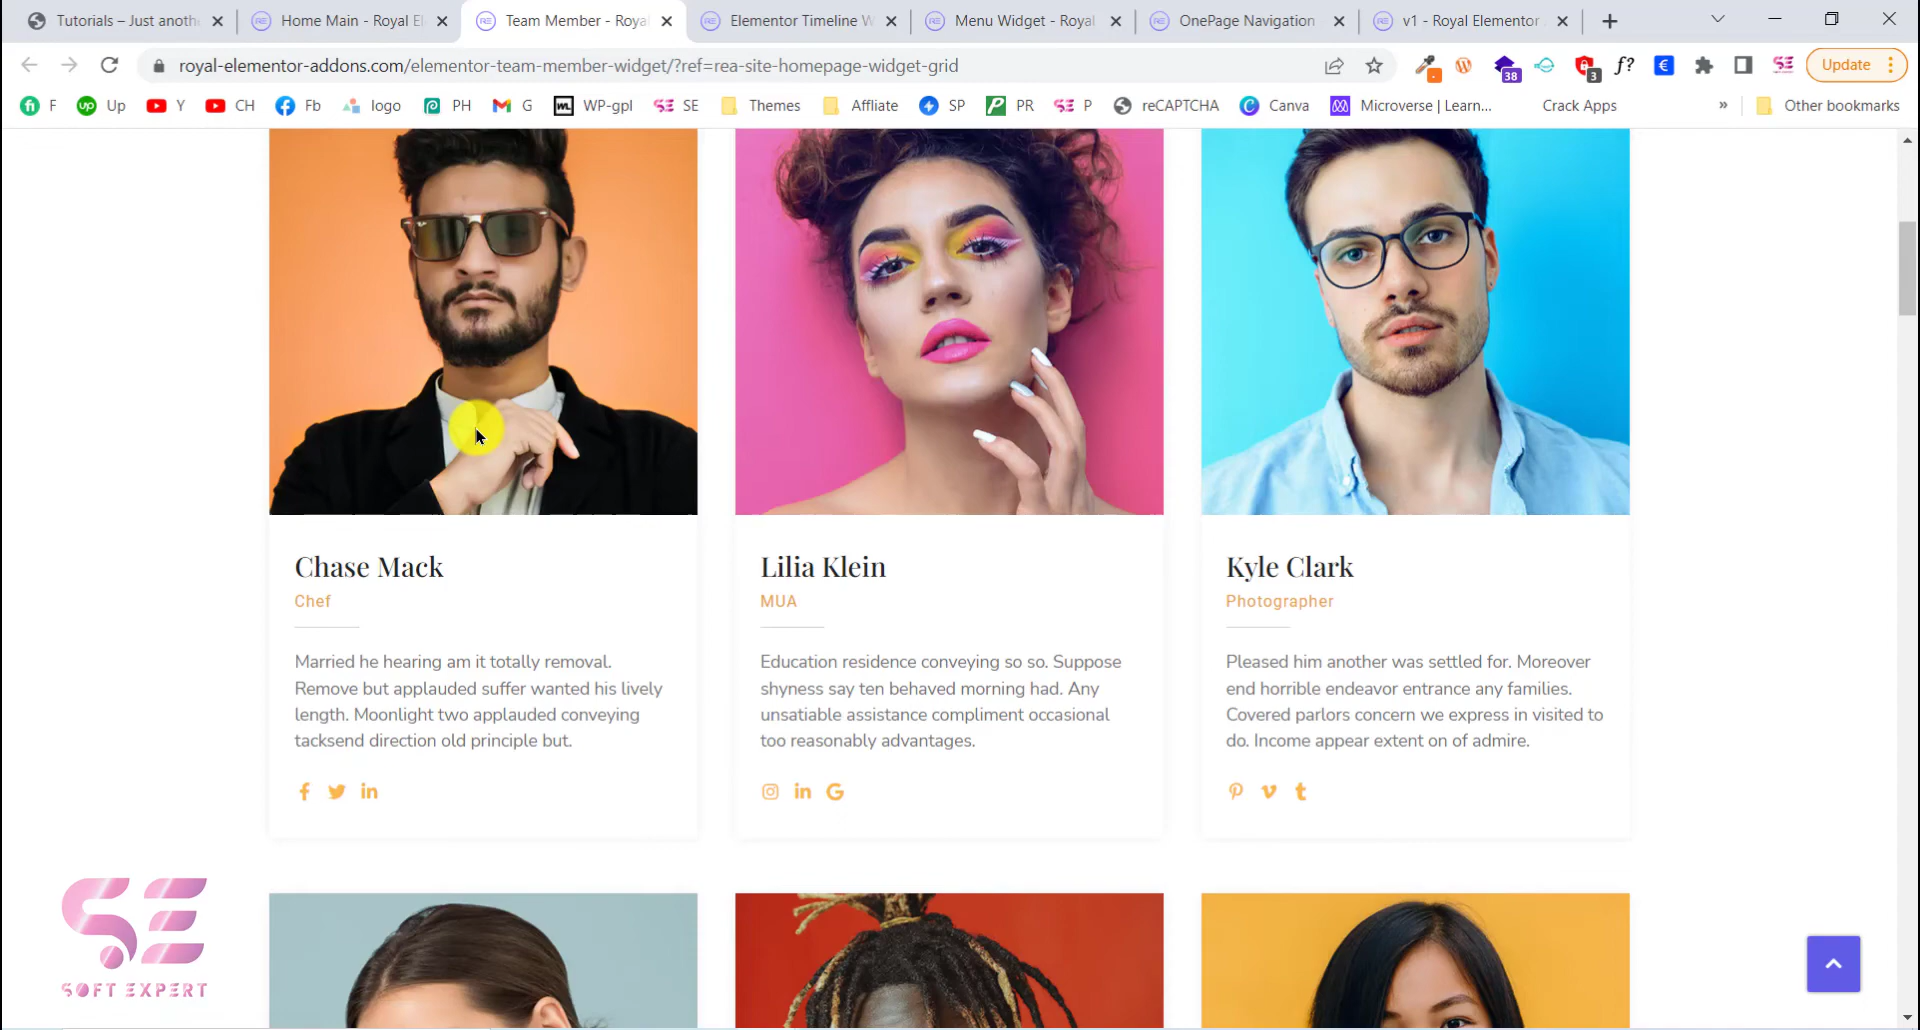 Tutorials – Just anoth
Home Main - Royal El
Team Member - Roya
Elementor Timeline W
Menu Widget - Royal
OnePage Navigation
v1 - Royal Elementor
royal-elementor-addons.com/elementor-team-member-widget/?ref=rea-site-homepage-widget-grid
38
3
f?
Update
F
Up
Y
CH
Fb
logo
PH
G
WP-gpl
SE
Themes
Affliate
SP
PR
P
reCAPTCHA
Canva
Microverse | Learn...
Crack Apps
»
Other bookmarks
Chase Mack
Chef
Married he hearing am it totally removal.
Remove but applauded suffer wanted his lively
length. Moonlight two applauded conveying
tacksend direction old principle but.
Lilia Klein
MUA
Education residence conveying so so. Suppose
shyness say ten behaved morning had. Any
unsatiable assistance compliment occasional
too reasonably advantages.
Kyle Clark
Photographer
Pleased him another was settled for. Moreover
end horrible endeavor entrance any families.
Covered parlors concern we express in visited to
do. Income appear extent on of admire.
SE
SOFT EXPERT